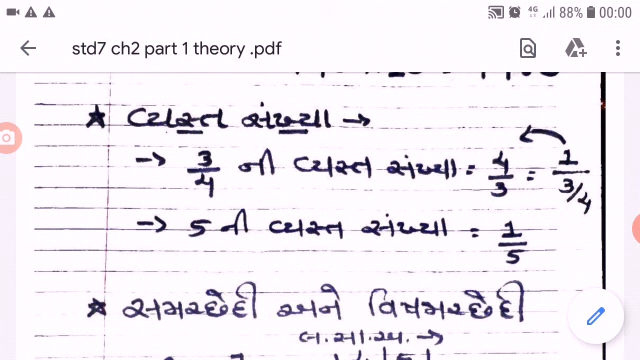 4G 88% 00:00
std7 ch2 part 1 theory .pdf
★ વ્યસ્ત સંખ્યા →
→ 3/4 ની વ્યસ્ત સંખ્યા = 4/3 = 1/3/4
→ 5 ની વ્યસ્ત સંખ્યા = 1/5
★ સમચ્છેદી અને વિષમચ્છેદી
લ.સા.અ. →